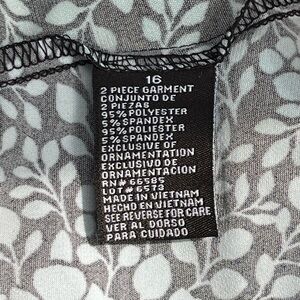 16
2 PIECE GARMENT
CONJUNTO DE
2 PIEZAS
95% POLYESTER
5% SPANDEX
95% POLIESTER
5% SPANDEX
EXCLUSIVE OF
ORNAMENTATION
EXCLUSIVO DE
ORNAMENTACION
RN# 66585
LOT# 6573
MADE IN VIETNAM
HECHO EN VIETNAM
SEE REVERSE FOR CARE
VER AL DORSO
PARA CUIDADO